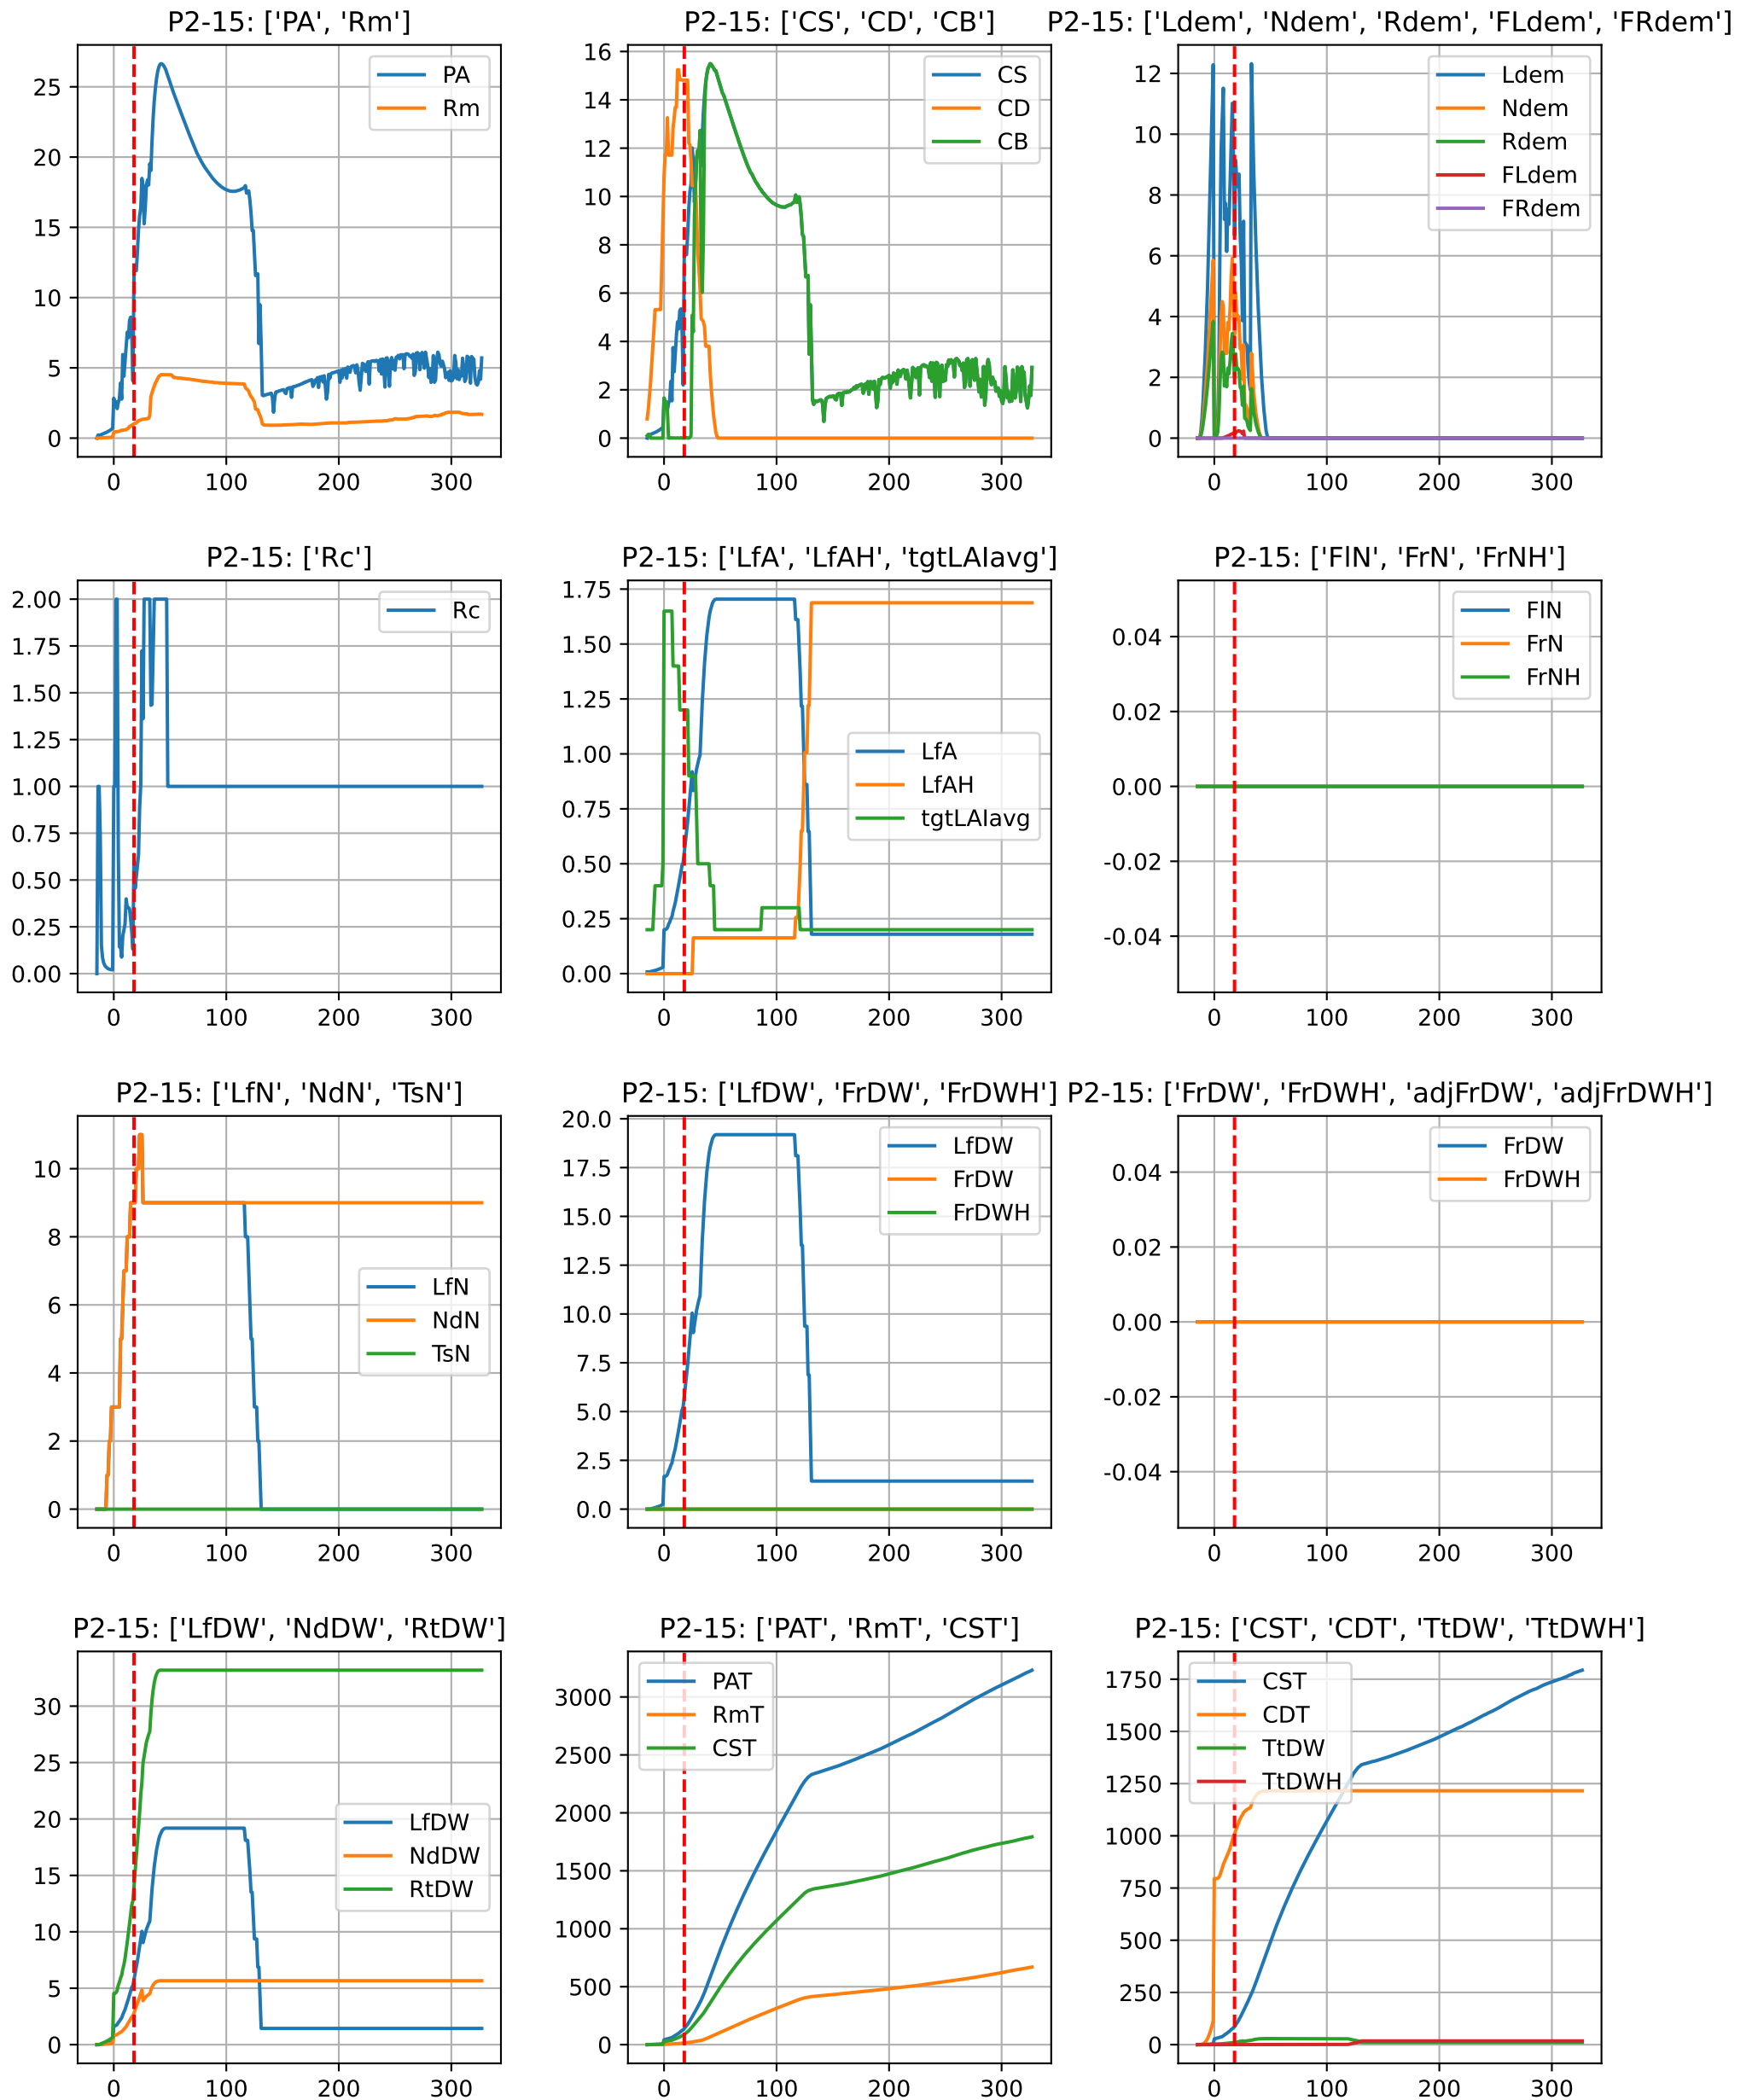 P2-15: ['PA', 'Rm']
25
20
15
10
5
0
0 100 200 300
PA
Rm
P2-15: ['CS', 'CD', 'CB']
16
14
12
10
8
6
4
2
0
0 100 200 300
CS
CD
CB
P2-15: ['Ldem', 'Ndem', 'Rdem', 'FLdem', 'FRdem']
12
10
8
6
4
2
0
0 100 200 300
Ldem
Ndem
Rdem
FLdem
FRdem
P2-15: ['Rc']
2.00
1.75
1.50
1.25
1.00
0.75
0.50
0.25
0.00
0 100 200 300
Rc
P2-15: ['LfA', 'LfAH', 'tgtLAIavg']
1.75
1.50
1.25
1.00
0.75
0.50
0.25
0.00
0 100 200 300
LfA
LfAH
tgtLAIavg
P2-15: ['FlN', 'FrN', 'FrNH']
0.04
0.02
0.00
-0.02
-0.04
0 100 200 300
FlN
FrN
FrNH
P2-15: ['LfN', 'NdN', 'TsN']
10
8
6
4
2
0
0 100 200 300
LfN
NdN
TsN
P2-15: ['LfDW', 'FrDW', 'FrDWH']
20.0
17.5
15.0
12.5
10.0
7.5
5.0
2.5
0.0
0 100 200 300
LfDW
FrDW
FrDWH
P2-15: ['FrDW', 'FrDWH', 'adjFrDW', 'adjFrDWH']
0.04
0.02
0.00
-0.02
-0.04
0 100 200 300
FrDW
FrDWH
P2-15: ['LfDW', 'NdDW', 'RtDW']
30
25
20
15
10
5
0
0 100 200 300
LfDW
NdDW
RtDW
P2-15: ['PAT', 'RmT', 'CST']
3000
2500
2000
1500
1000
500
0
0 100 200 300
PAT
RmT
CST
P2-15: ['CST', 'CDT', 'TtDW', 'TtDWH']
1750
1500
1250
1000
750
500
250
0
0 100 200 300
CST
CDT
TtDW
TtDWH